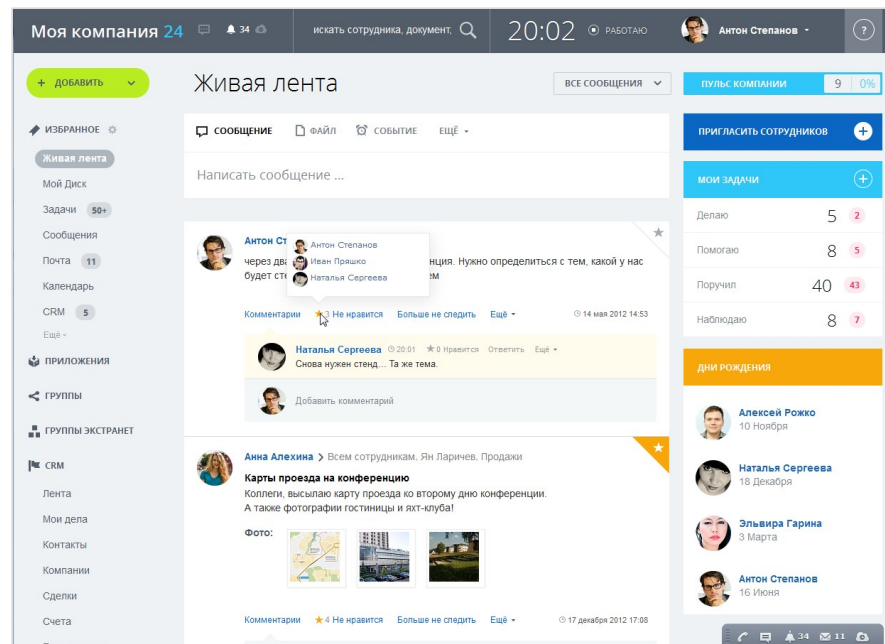 Моя компания 24
34
искать сотрудника, документ,
20:02
РАБОТАЮ
Антон Степанов
?
+ ДОБАВИТЬ
ИЗБРАННОЕ
Живая лента
Мой Диск
Задачи 50+
Сообщения
Почта 11
Календарь
CRM 5
Ещё
ПРИЛОЖЕНИЯ
ГРУППЫ
ГРУППЫ ЭКСТРАНЕТ
CRM
Лента
Мои дела
Контакты
Компании
Сделки
Счета
Живая лента
ВСЕ СООБЩЕНИЯ
СООБЩЕНИЕ ФАЙЛ СОБЫТИЕ ЕЩЁ
Написать сообщение ...
Антон Ст
Антон Степанов
Иван Пряшко
Наталья Сергеева
через два нция. Нужно определиться с тем, какой у нас
будет сте ем
Комментарии 3 Не нравится Больше не следить Ещё 14 мая 2012 14:53
Наталья Сергеева 20:01 0 Нравится Ответить Ещё
Снова нужен стенд... Та же тема.
Добавить комментарий
Анна Алехина > Всем сотрудникам, Ян Ларичев, Продажи
Карты проезда на конференцию
Коллеги, высылаю карту проезда ко второму дню конференции.
А также фотографии гостиницы и яхт-клуба!
Фото:
Комментарии 4 Не нравится Больше не следить Ещё 17 декабря 2012 17:08
ПУЛЬС КОМПАНИИ 9 0%
ПРИГЛАСИТЬ СОТРУДНИКОВ +
МОИ ЗАДАЧИ +
Делаю 5 2
Помогаю 8 5
Поручил 40 43
Наблюдаю 8 7
ДНИ РОЖДЕНИЯ
Алексей Рожко
10 Ноября
Наталья Сергеева
18 Декабря
Эльвира Гарина
3 Марта
Антон Степанов
16 Июня
34 11